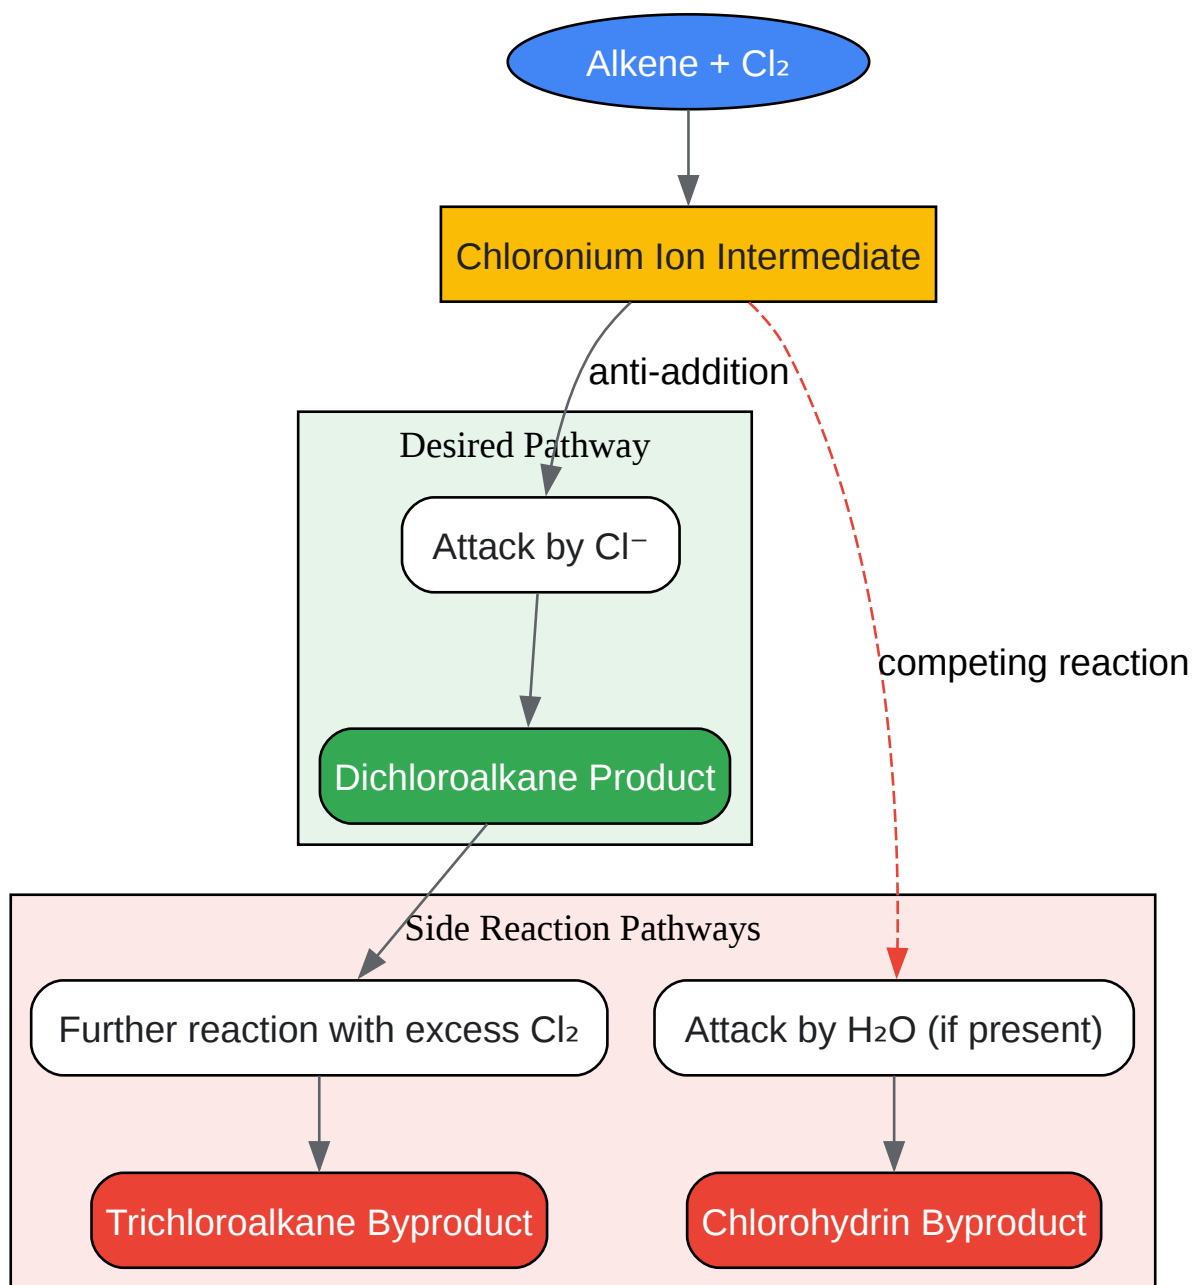 Alkene + Cl₂
Chloronium Ion Intermediate
anti-addition
Desired Pathway
Attack by Cl⁻
competing reaction
Dichloroalkane Product
Side Reaction Pathways
Further reaction with excess Cl₂
Attack by H₂O (if present)
Trichloroalkane Byproduct
Chlorohydrin Byproduct